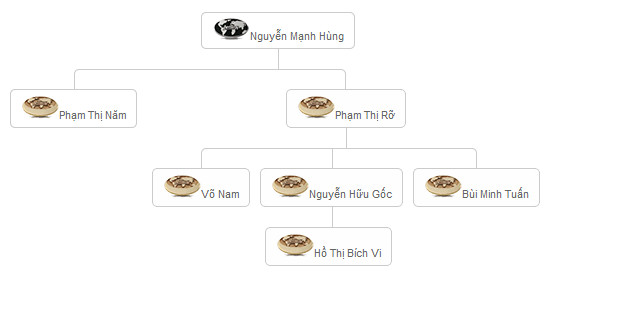 Nguyễn Mạnh Hùng
Phạm Thị Năm
Phạm Thị Rỡ
Võ Nam
Nguyễn Hữu Gốc
Bùi Minh Tuấn
Hồ Thị Bích Vi